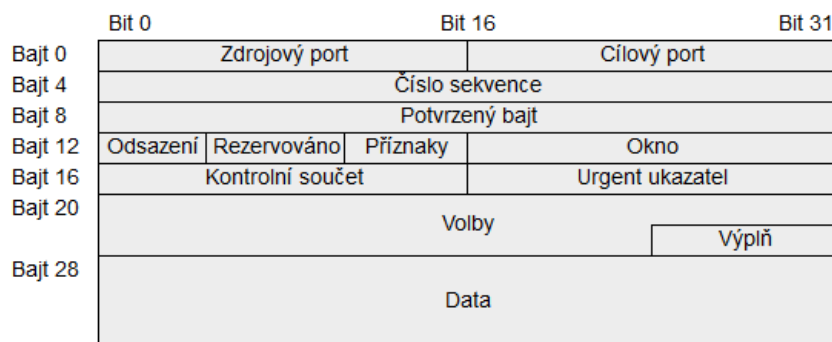 Bit 0 Bit 16 Bit 31
Bajt 0 Zdrojový port Cílový port
Bajt 4 Číslo sekvence
Bajt 8 Potvrzený bajt
Bajt 12 Odsazení Rezervováno Příznaky Okno
Bajt 16 Kontrolní součet Urgent ukazatel
Bajt 20 Volby
Výplň
Bajt 28
Data